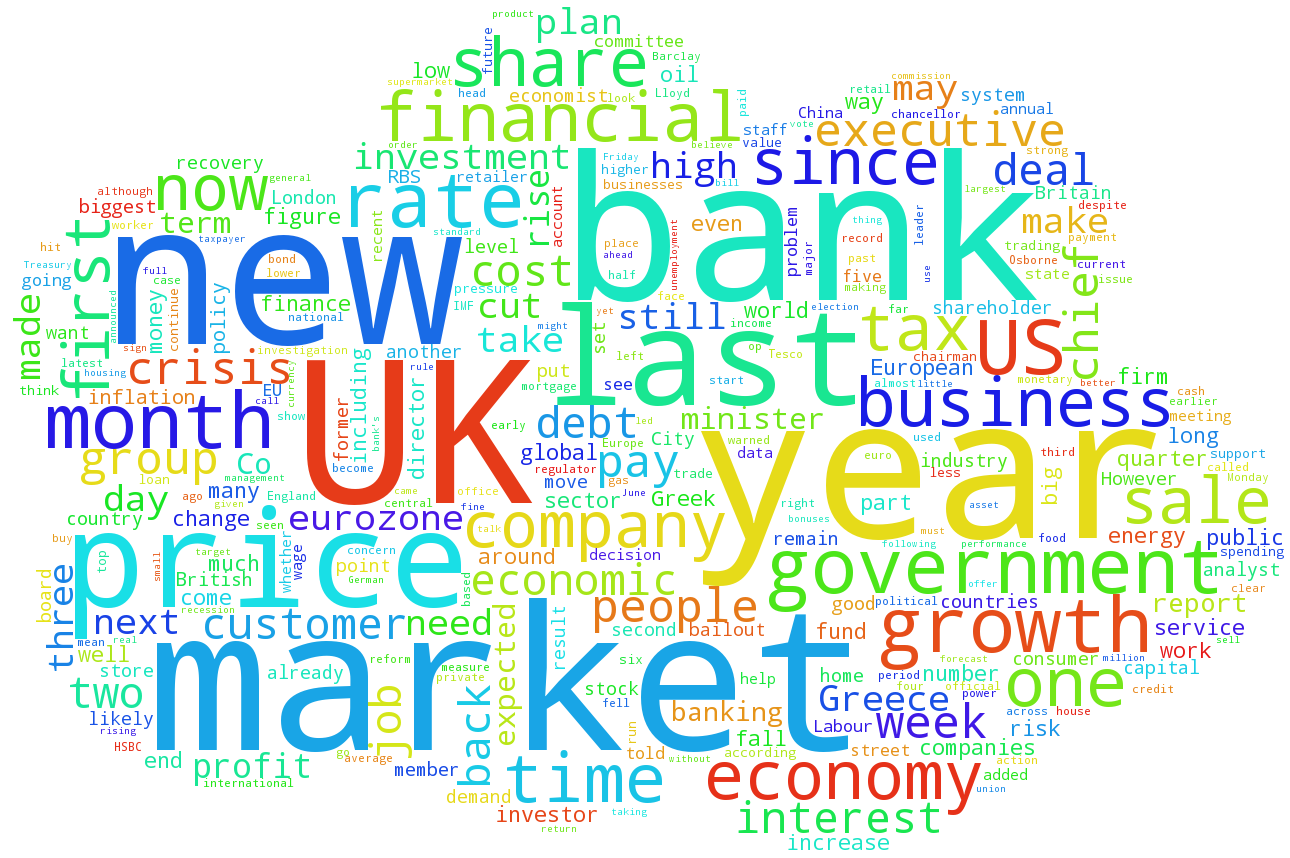 product
plan
future
committee
share
Barclay
low
oil
supermarket
head
economist
look
Lloyd
paid
commission
may
retail
system
way
China
chancellor
annual
financial
staff
value
vote
executive
order
believe
strong
recovery
investment
Friday
high
since
deal
general
RBS
retailer
rise
higher
businesses
bill
largest
although
biggest
now
London
rate
account
bank
Britain
despite
worker
term
figure
recent
even
thing
leader
make
hit
taxpayer
standard
level
unemployment
place
ahead
problem
major
record
trading
payment
first
Treasury
full
bond
lower
new
cost
half
past
five
making
Osborne
state
current
issue
going
case
pressure
face
use
chief
made
announced
continue
money
policy
finance
IMF
cut
world
election
far
shareholder
national
yet
set
still
income
tax
US
want
sign
investigation
another
take
might
last
left
op
Tesco
chairman
latest
crisis
EU
including
put
see
European
almost
little
monetary
better
firm
think
housing
currency
rule
mortgage
start
business
cash
earlier
inflation
call
show
former
director
debt
minister
led
meeting
month
UK
bank's
early
global
City
warned
used
year
long
group
Co
become
regulator
Europe
data
euro
industry
third
quarter
support
loan
management
move
pay
trade
less
However
called
Monday
many
ago
England
came
central
office
gas
sector
June
Greek
right
part
big
sale
day
given
fine
bonuses
asset
country
change
seen
eurozone
company
talk
remain
must
food
energy
public
buy
price
target
concern
around
decision
following
performance
government
spending
top
small
much
whether
wage
point
German
based
economic
offer
analyst
board
British
come
recession
people
good
political
countries
clear
report
three
next
customer
need
expected
result
second
bailout
fund
growth
service
sell
mean
real
well
reform
measure
six
forecast
consumer
million
work
store
already
market
private
help
home
period
number
capital
two
stock
four
official
power
one
credit
likely
job
back
fell
banking
Greece
across
house
rising
Labour
week
risk
HSBC
go
run
fall
end
average
told
according
street
companies
profit
member
without
added
action
international
time
economy
union
demand
investor
taking
interest
return
increase